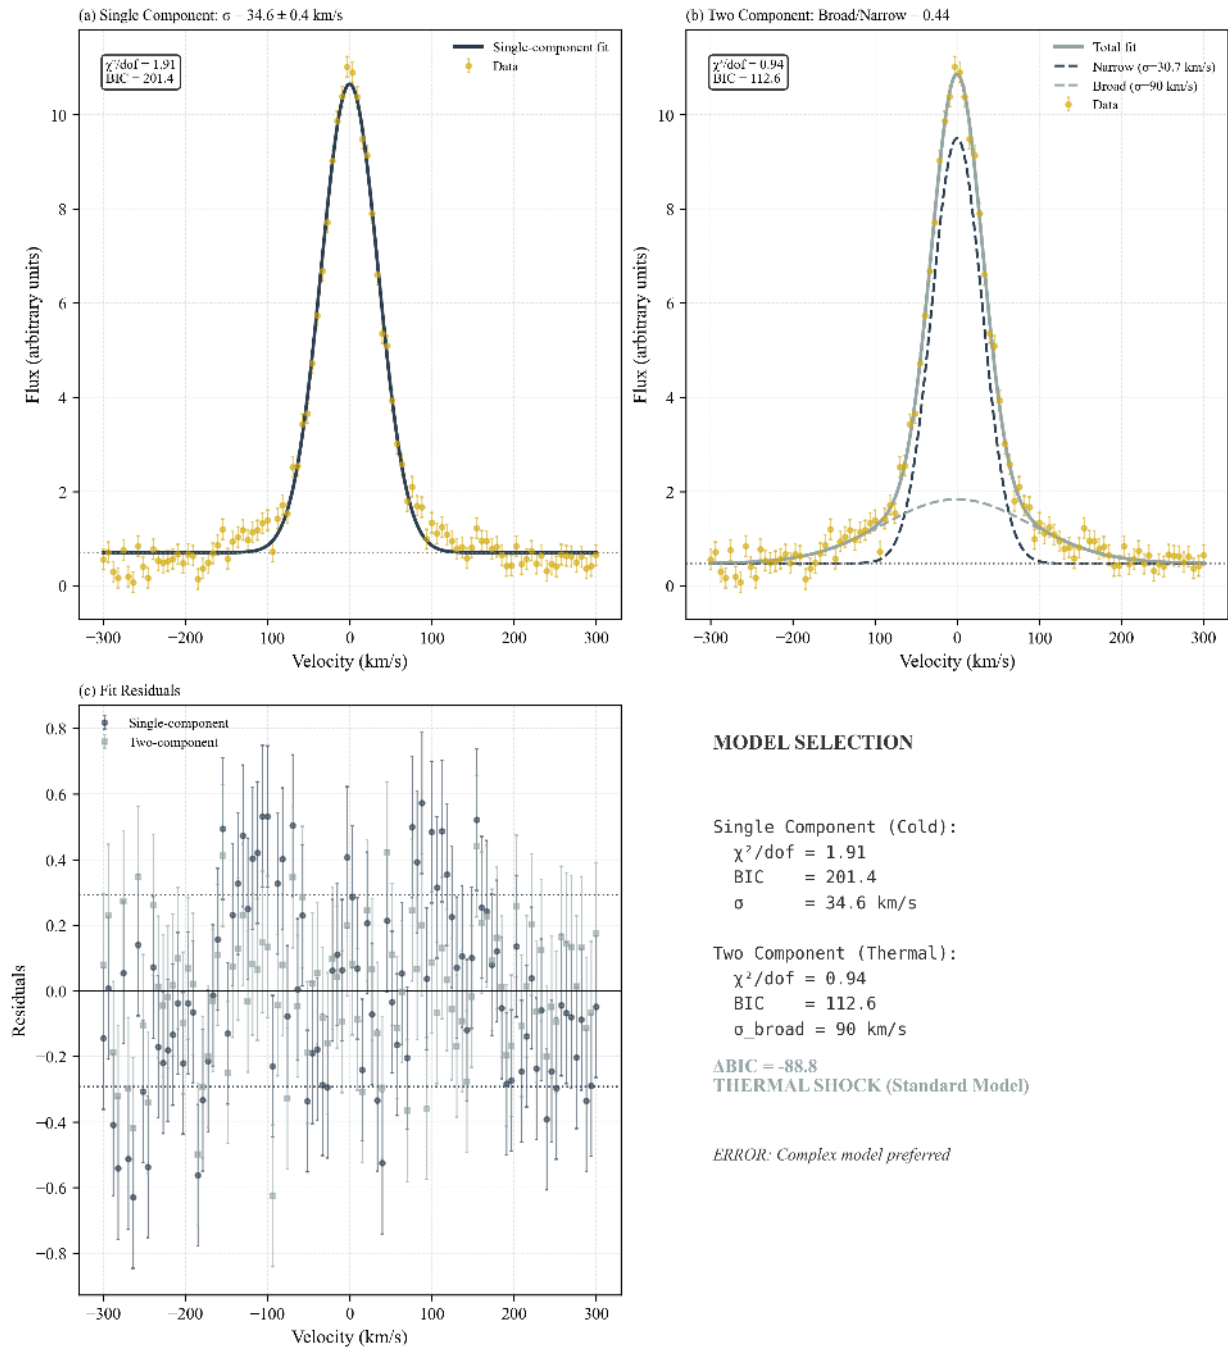 (a) Single Component: σ = 34.6 ± 0.4 km/s
χ²/dof = 1.91
BIC = 201.4
Single-component fit
Data
10
8
6
4
2
0
Flux (arbitrary units)
−300
−200
−100
0
100
200
300
Velocity (km/s)
(b) Two Component: Broad/Narrow = 0.44
χ²/dof = 0.94
BIC = 112.6
Total fit
Narrow (σ=30.7 km/s)
Broad (σ=90 km/s)
Data
10
8
6
4
2
0
Flux (arbitrary units)
−300
−200
−100
0
100
200
300
Velocity (km/s)
(c) Fit Residuals
Single-component
Two-component
0.8
0.6
0.4
0.2
0.0
−0.2
−0.4
−0.6
−0.8
Residuals
−300
−200
−100
0
100
200
300
Velocity (km/s)
MODEL SELECTION
Single Component (Cold):
χ²/dof = 1.91
BIC = 201.4
σ = 34.6 km/s
Two Component (Thermal):
χ²/dof = 0.94
BIC = 112.6
σ_broad = 90 km/s
ΔBIC = -88.8
THERMAL SHOCK (Standard Model)
ERROR: Complex model preferred